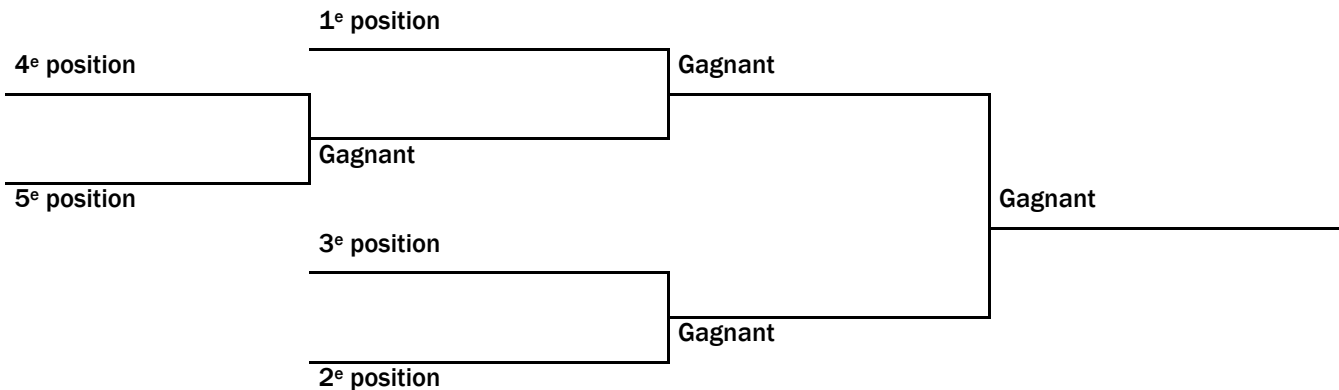 1ᵉ position
4ᵉ position
Gagnant
Gagnant
5ᵉ position
Gagnant
3ᵉ position
Gagnant
2ᵉ position